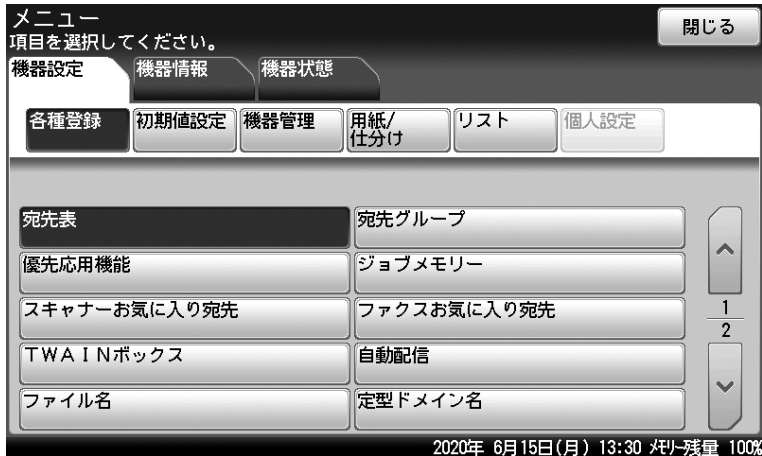 メニュー
閉じる
項目を選択してください。
機器設定 機器情報 機器状態
各種登録 初期値設定 機器管理 用紙/ リスト 個人設定
仕分け
宛先表 宛先グループ
優先応用機能 ジョブメモリー
スキャナーお気に入り宛先 ファクスお気に入り宛先
1
2
TWAINボックス 自動配信
ファイル名 定型ドメイン名
2020年 6月15日(月) 13:30 メモリー残量 100%